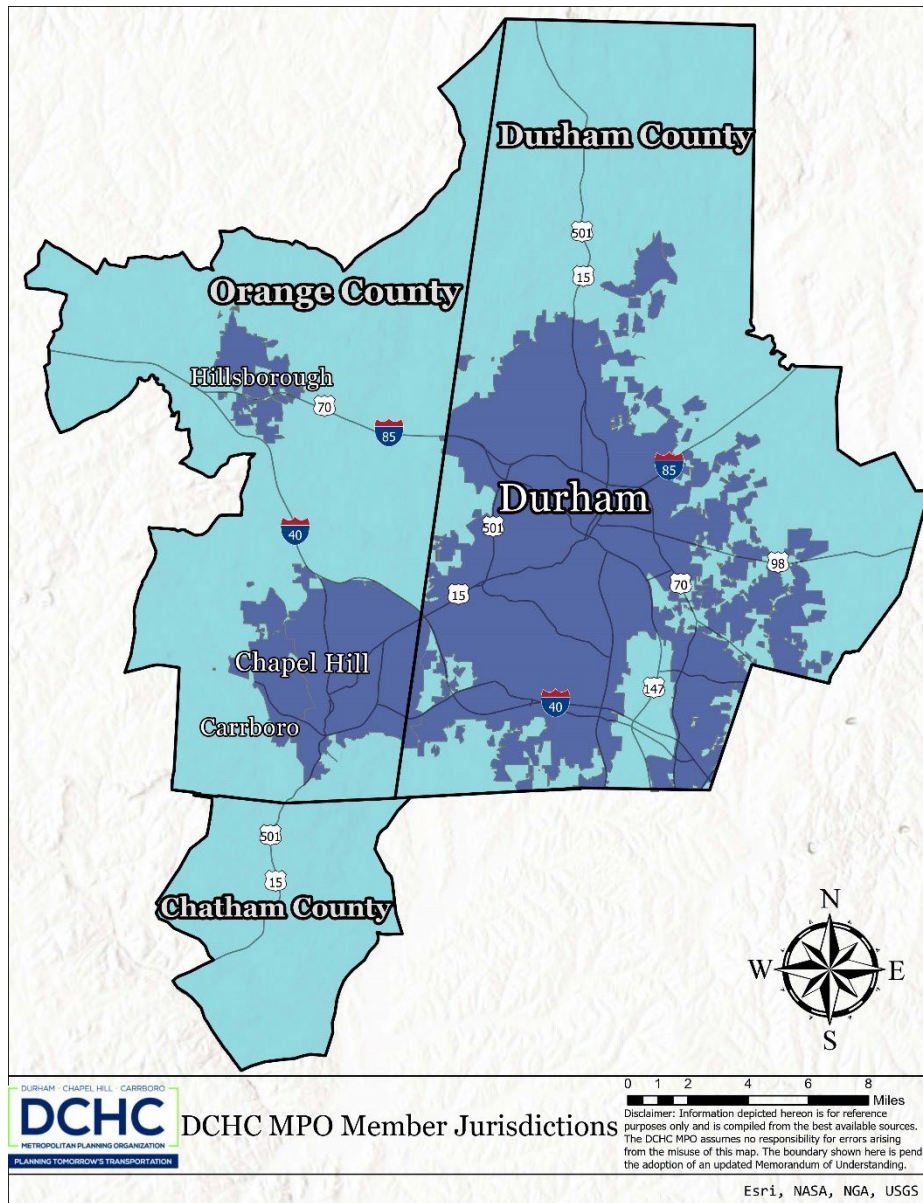 Durham County
501
15
Orange County
Hillsborough
70
85
85
Durham
501
40
98
70
15
Chapel Hill
147
40
Carrboro
501
15
Chatham County
N
W
E
S
DURHAM · CHAPEL HILL · CARRBORO
DCHC
METROPOLITAN PLANNING ORGANIZATION
PLANNING TOMORROW'S TRANSPORTATION
DCHC MPO Member Jurisdictions
0 1 2 4 6 8
Miles
Disclaimer: Information depicted hereon is for reference
purposes only and is compiled from the best available sources.
The DCHC MPO assumes no responsibility for errors arising
from the misuse of this map. The boundary shown here is pend
the adoption of an updated Memorandum of Understanding.
Esri, NASA, NGA, USGS